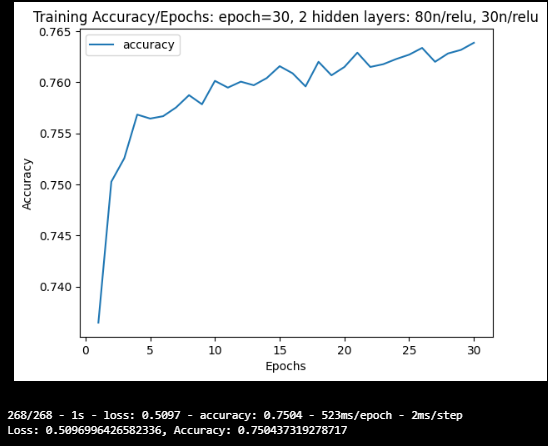 Training Accuracy/Epochs: epoch=30, 2 hidden layers: 80n/relu, 30n/relu
accuracy
0.765
0.760
0.755
0.750
0.745
0.740
Accuracy
0 5 10 15 20 25 30
Epochs
268/268 - 1s - loss: 0.5097 - accuracy: 0.7504 - 523ms/epoch - 2ms/step
Loss: 0.5096996426582336, Accuracy: 0.750437319278717